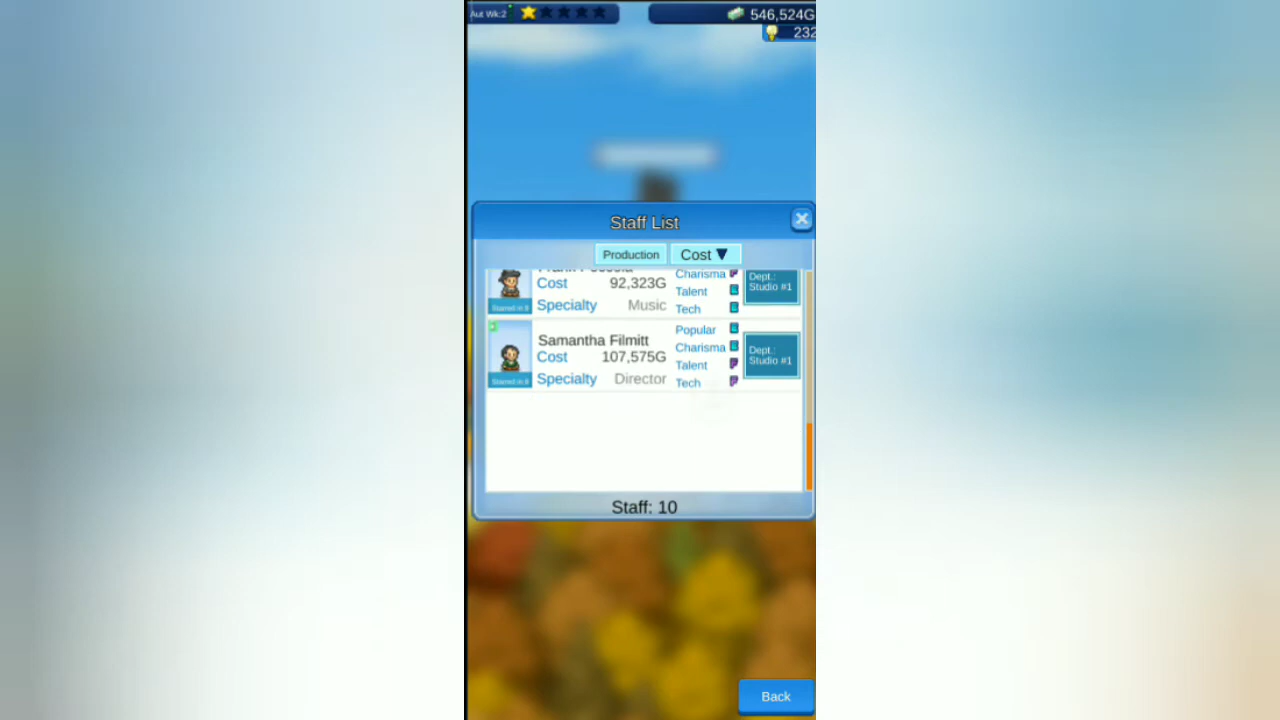 Aut Wk:2 546,524G
232
Staff List
Production Cost ▼
Charisma
Cost 92,323G Talent
Specialty Music Tech
Dept.:
Studio #1
Samantha Filmitt Popular
Cost 107,575G Charisma
Specialty Director Talent
Tech
Dept.:
Studio #1
Staff: 10
Back